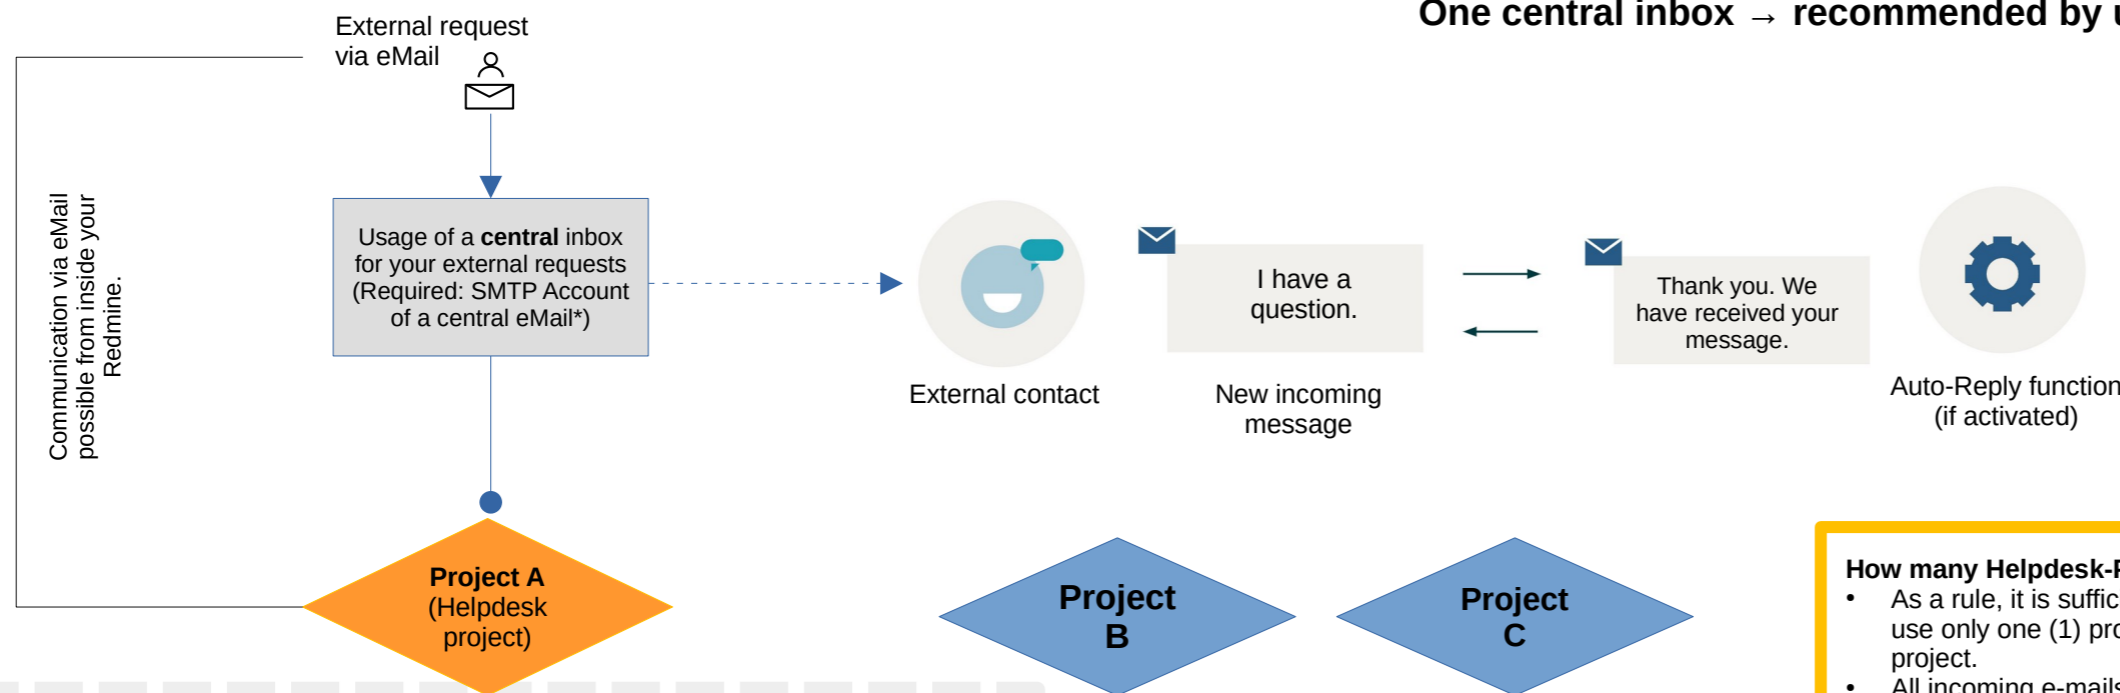 One central inbox → recommended by
External request
via eMail
Communication via eMail
possible from inside your
Redmine.
Usage of a central inbox
for your external requests
(Required: SMTP Account
of a central eMail*)
I have a
question.
Thank you. We
have received your
message.
External contact
New incoming
message
Auto-Reply function
(if activated)
Project A
(Helpdesk
project)
Project
B
Project
C
How many Helpdesk-
• As a rule, it is
use only one (1)
project.
• All incoming e-mails